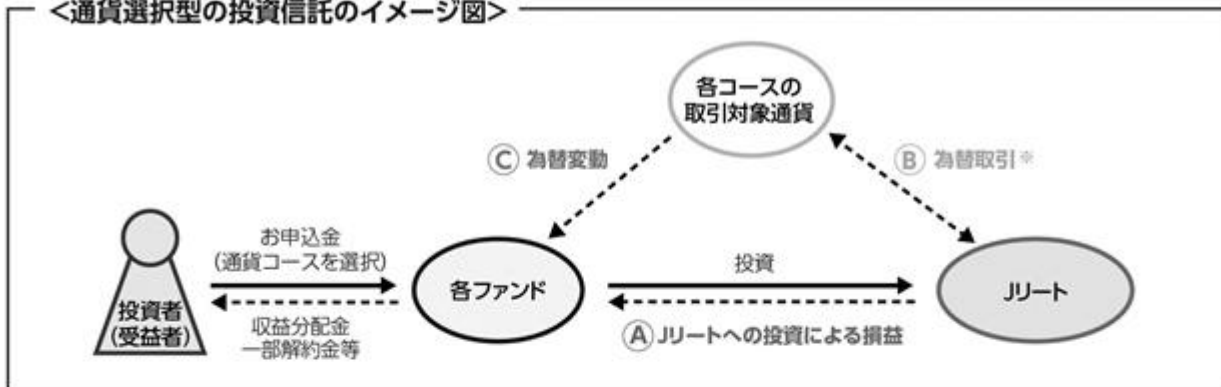 <通貨選択型の投資信託のイメージ図>
各コースの
取引対象通貨
Ⓒ 為替変動
Ⓑ 為替取引※
お申込金
(通貨コースを選択)
投資
投資者
(受益者)
各ファンド
Jリート
収益分配金
一部解約金等
Ⓐ Jリートへの投資による損益